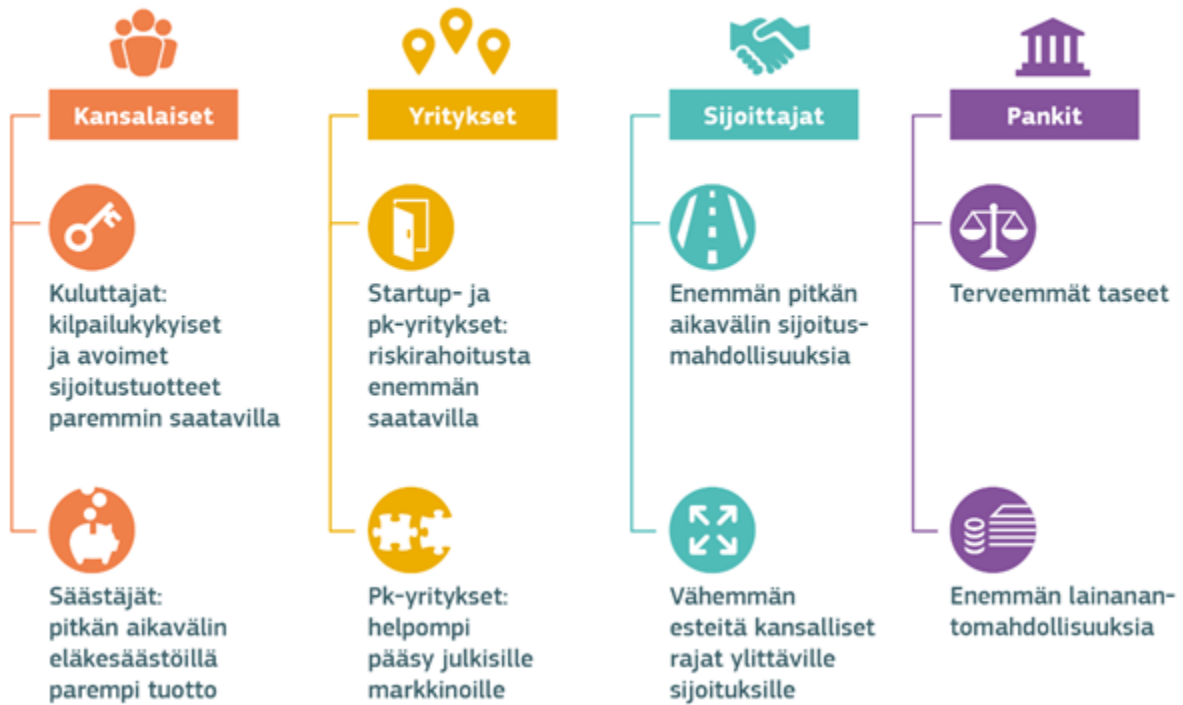 Kansalaiset
Kuluttajat:
kilpailukykyiset
ja avoimet
sijoitustuotteet
paremmin saatavilla
Säästäjät:
pitkän aikavälin
eläkesäästöillä
parempi tuotto
Yritykset
Startup- ja
pk-yritykset:
riskirahoitusta
enemmän
saatavilla
Pk-yritykset:
helpompi
pääsy julkisille
markkinoille
Sijoittajat
Enemmän pitkän
aikavälin sijoitus-
mahdollisuuksia
Vähemmän
esteitä kansalliset
rajat ylittäville
sijoituksille
Pankit
Terveemmät taseet
Enemmän lainanan-
tomahdollisuuksia